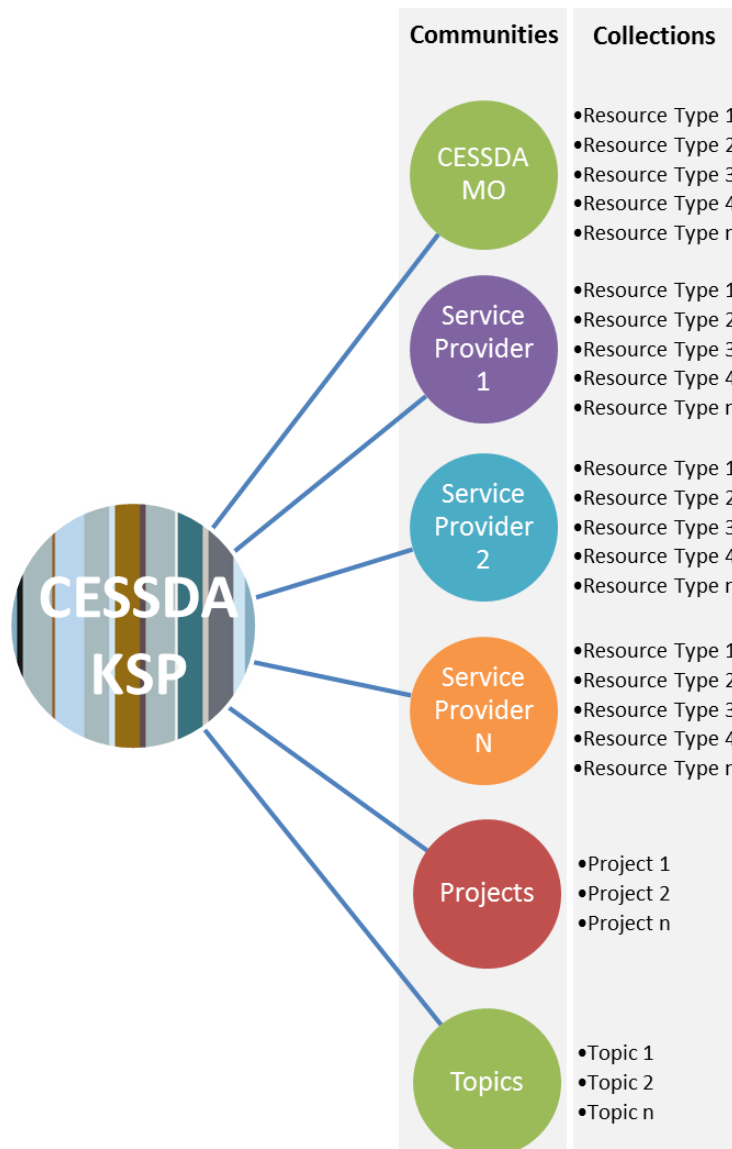 Communities
Collections
CESSDA
MO
•Resource Type 1
•Resource Type 2
•Resource Type 3
•Resource Type 4
•Resource Type n
Service
Provider
1
•Resource Type 1
•Resource Type 2
•Resource Type 3
•Resource Type 4
•Resource Type n
Service
Provider
2
•Resource Type 1
•Resource Type 2
•Resource Type 3
•Resource Type 4
•Resource Type n
CESSDA
KSP
Service
Provider
N
•Resource Type 1
•Resource Type 2
•Resource Type 3
•Resource Type 4
•Resource Type n
Projects
•Project 1
•Project 2
•Project n
Topics
•Topic 1
•Topic 2
•Topic n